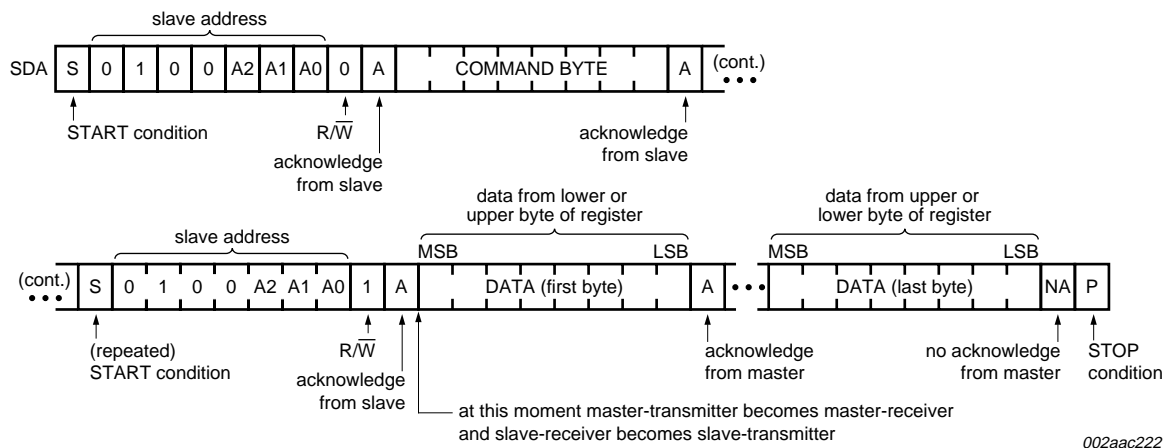 slave address
SDA S 0 1 0 0 A2 A1 A0 0 A COMMAND BYTE A (cont.)
START condition R/W acknowledge from slave acknowledge from slave
data from lower or upper byte of register data from upper or lower byte of register
slave address MSB LSB MSB LSB
(cont.) S 0 1 0 0 A2 A1 A0 1 A DATA (first byte) A DATA (last byte) NA P
(repeated) START condition R/W acknowledge from slave acknowledge from master no acknowledge from master STOP condition
at this moment master-transmitter becomes master-receiver
and slave-receiver becomes slave-transmitter
002aac222